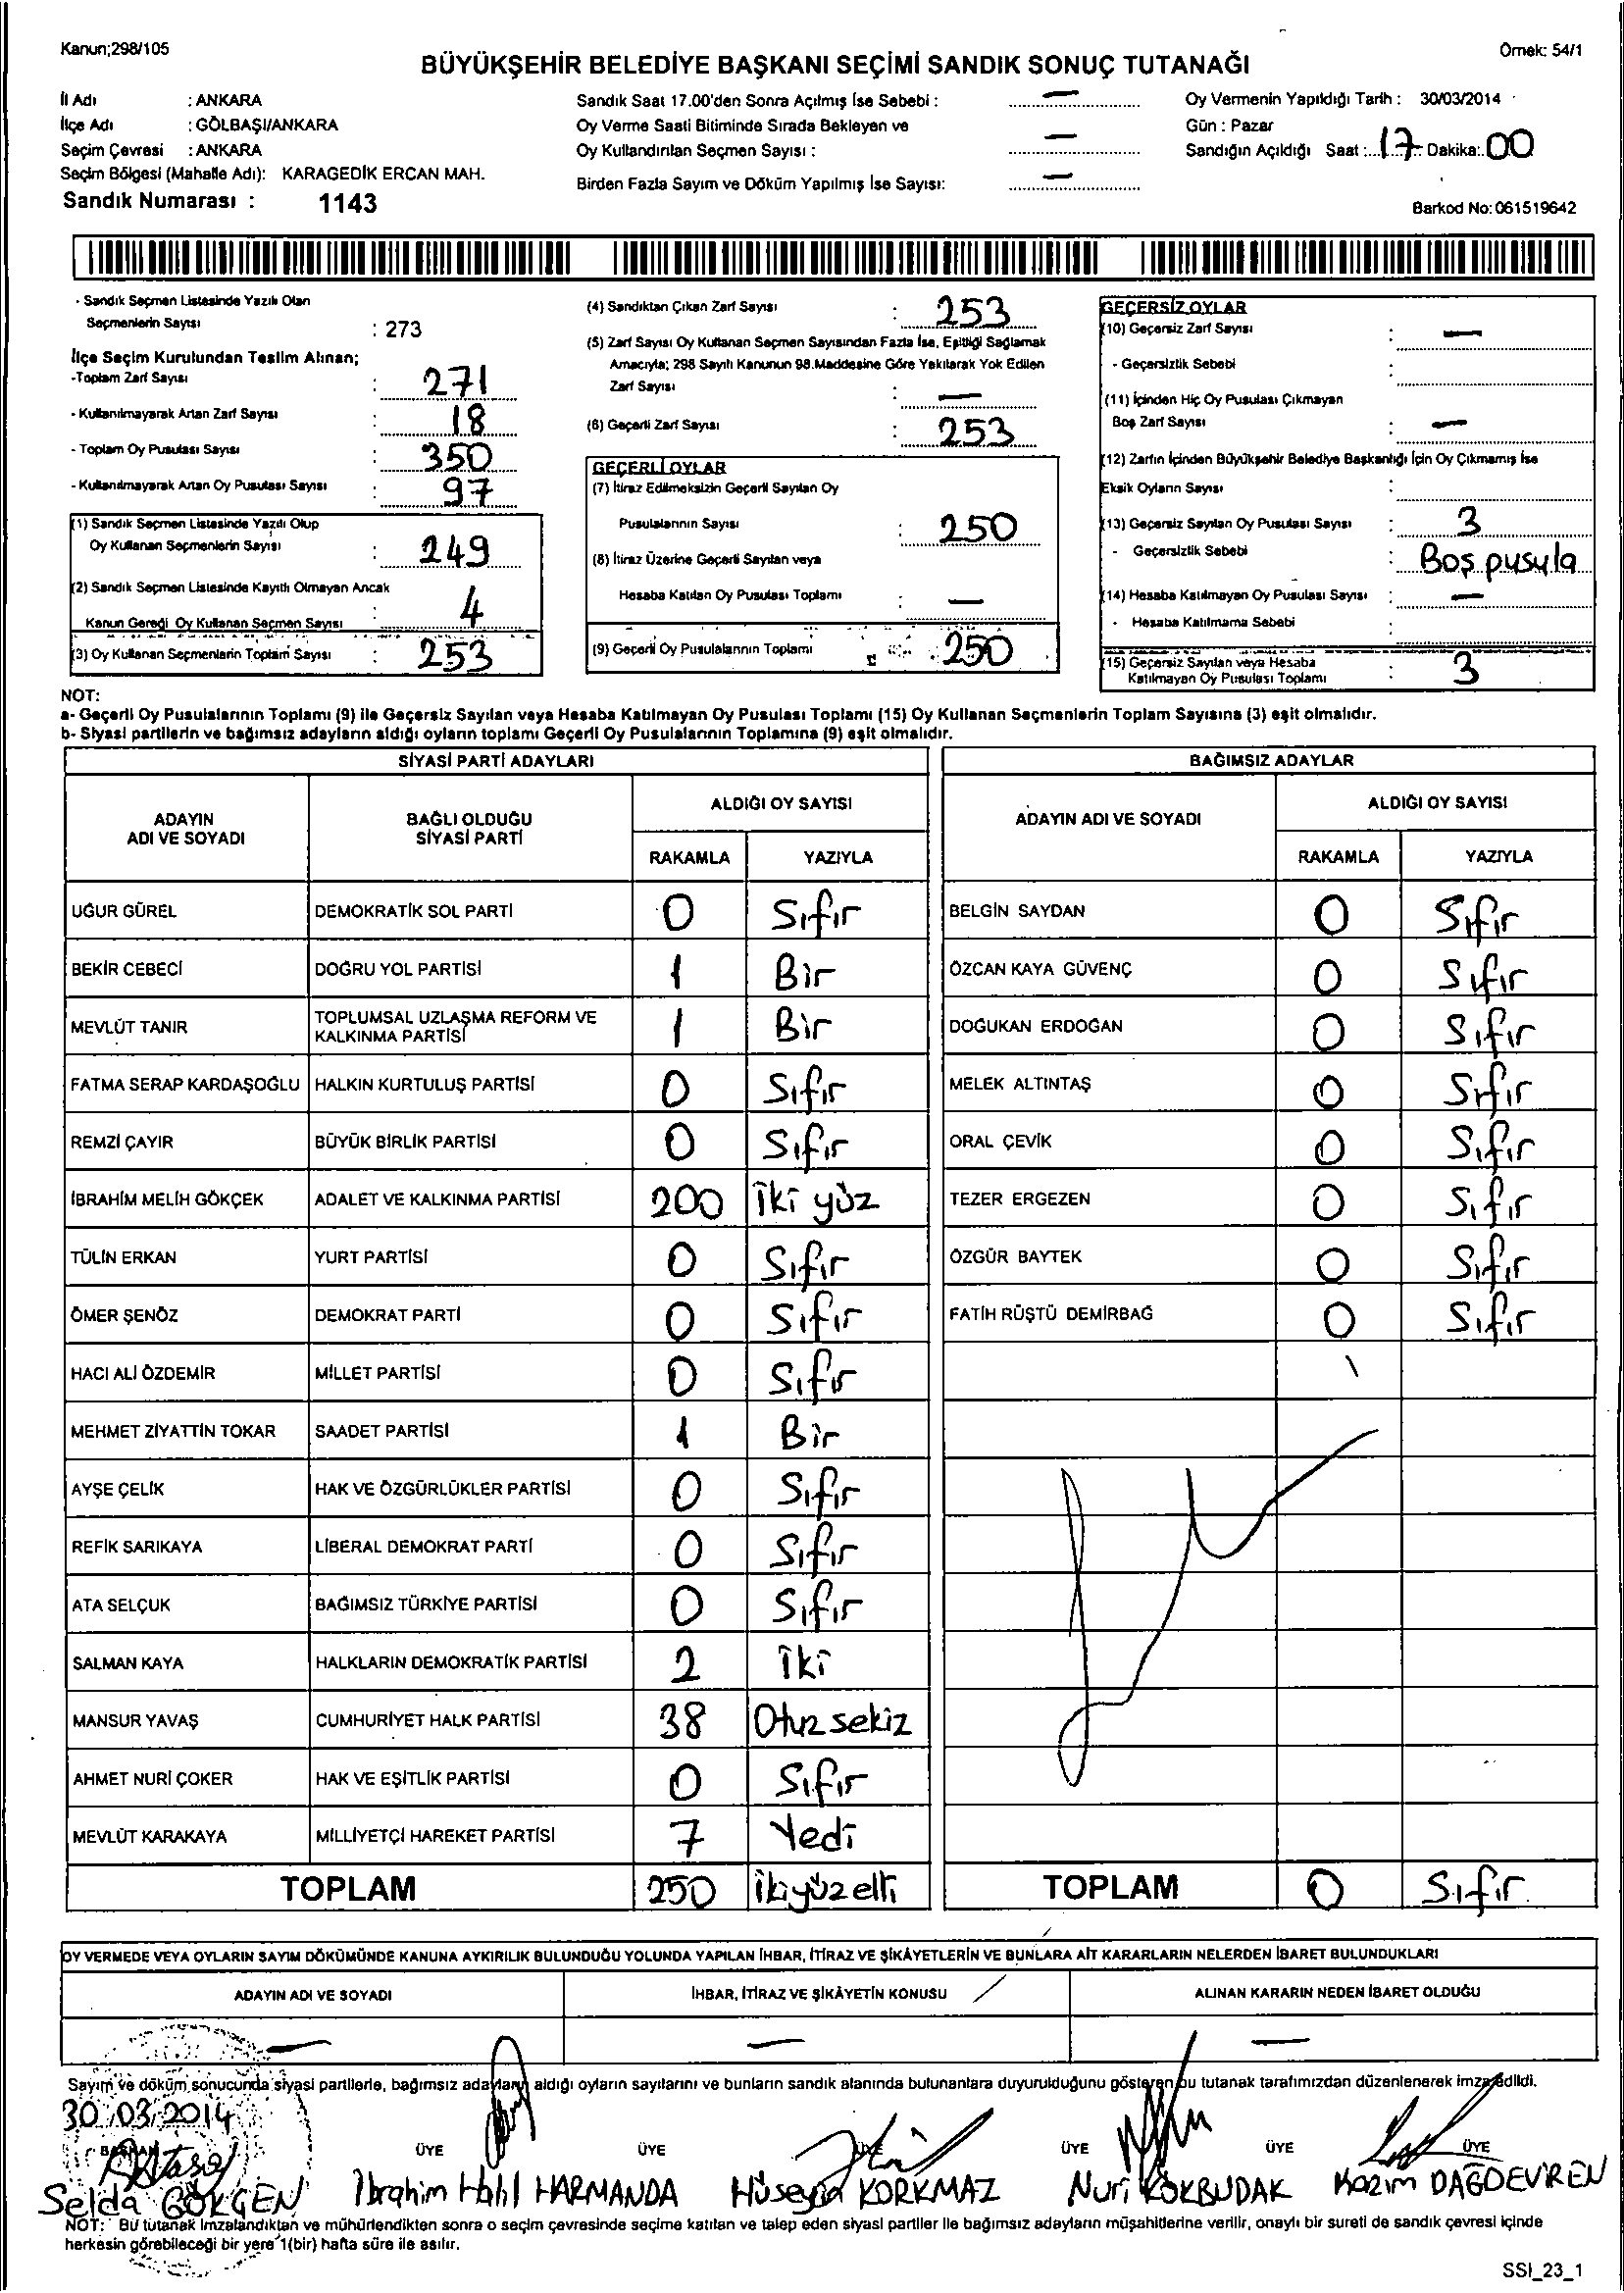 Kanun;298/105
Örnek: 54/1
BÜYÜKŞEHİR BELEDİYE BAŞKANI SEÇİMİ SANDIK SONUÇ TUTANAĞI
İl Adı : ANKARA
İlçe Adı : GÖLBAŞI/ANKARA
Seçim Çevresi : ANKARA
Seçim Bölgesi (Mahalle Adı): KARAGEDİK ERCAN MAH.
Sandık Numarası : 1143
Sandık Saat 17.00'den Sonra Açılmış İse Sebebi : —
Oy Verme Saati Bitiminde Sırada Bekleyen ve
Oy Kullandırılan Seçmen Sayısı : —
Birden Fazla Sayım ve Döküm Yapılmış İse Sayısı: —
Oy Vermenin Yapıldığı Tarih : 30/03/2014
Gün : Pazar
Sandığın Açıldığı Saat : 17 Dakika: 00
Barkod No: 061519642
- Sandık Seçmen Listesinde Yazılı Olan
Seçmenlerin Sayısı : 273
İlçe Seçim Kurulundan Teslim Alınan;
-Toplam Zarf Sayısı : 271
- Kullanılmayarak Artan Zarf Sayısı : 18
- Toplam Oy Pusulası Sayısı : 350
- Kullanılmayarak Artan Oy Pusulası Sayısı : 97
(1) Sandık Seçmen Listesinde Yazılı Olup
Oy Kullanan Seçmenlerin Sayısı : 249
(2) Sandık Seçmen Listesinde Kayıtlı Olmayan Ancak
Kanun Gereği Oy Kullanan Seçmen Sayısı : 4
(3) Oy Kullanan Seçmenlerin Toplam Sayısı : 253
(4) Sandıktan Çıkan Zarf Sayısı : 253
(5) Zarf Sayısı Oy Kullanan Seçmen Sayısından Fazla İse, Eşitliği Sağlamak
Amacıyla; 298 Sayılı Kanunun 98.Maddesine Göre Yakılarak Yok Edilen
Zarf Sayısı : —
(6) Geçerli Zarf Sayısı : 253
GEÇERLİ OYLAR
(7) İtiraz Edilmeksizin Geçerli Sayılan Oy
Pusulalarının Sayısı : 250
(8) İtiraz Üzerine Geçerli Sayılan veya
Hesaba Katılan Oy Pusulası Toplamı : —
(9) Geçerli Oy Pusulalarının Toplamı : 250
GEÇERSİZ OYLAR
(10) Geçersiz Zarf Sayısı : —
- Geçersizlik Sebebi :
(11) İçinden Hiç Oy Pusulası Çıkmayan
Boş Zarf Sayısı : —
(12) Zarfın İçinden Büyükşehir Belediye Başkanlığı İçin Oy Çıkmamış İse
Eksik Oyların Sayısı :
(13) Geçersiz Sayılan Oy Pusulası Sayısı : 3
- Geçersizlik Sebebi : Boş pusula
(14) Hesaba Katılmayan Oy Pusulası Sayısı : —
- Hesaba Katılmama Sebebi :
(15) Geçersiz Sayılan veya Hesaba
Katılmayan Oy Pusulası Toplamı : 3
NOT:
a- Geçerli Oy Pusulalarının Toplamı (9) ile Geçersiz Sayılan veya Hesaba Katılmayan Oy Pusulası Toplamı (15) Oy Kullanan Seçmenlerin Toplam Sayısına (3) eşit olmalıdır.
b- Siyasi partilerin ve bağımsız adayların aldığı oyların toplamı Geçerli Oy Pusulalarının Toplamına (9) eşit olmalıdır.
SİYASİ PARTİ ADAYLARI
ADAYIN ADI VE SOYADI BAĞLI OLDUĞU SİYASİ PARTİ ALDIĞI OY SAYISI
RAKAMLA YAZIYLA
UĞUR GÜREL DEMOKRATİK SOL PARTİ 0 Sıfır
BEKİR CEBECİ DOĞRU YOL PARTİSİ 1 Bir
MEVLÜT TANIR TOPLUMSAL UZLAŞMA REFORM VE KALKINMA PARTİSİ 1 Bir
FATMA SERAP KARDAŞOĞLU HALKIN KURTULUŞ PARTİSİ 0 Sıfır
REMZİ ÇAYIR BÜYÜK BİRLİK PARTİSİ 0 Sıfır
İBRAHİM MELİH GÖKÇEK ADALET VE KALKINMA PARTİSİ 200 İki yüz
TÜLİN ERKAN YURT PARTİSİ 0 Sıfır
ÖMER ŞENÖZ DEMOKRAT PARTİ 0 Sıfır
HACI ALİ ÖZDEMİR MİLLET PARTİSİ 0 Sıfır
MEHMET ZİYATTİN TOKAR SAADET PARTİSİ 1 Bir
AYŞE ÇELİK HAK VE ÖZGÜRLÜKLER PARTİSİ 0 Sıfır
REFİK SARIKAYA LİBERAL DEMOKRAT PARTİ 0 Sıfır
ATA SELÇUK BAĞIMSIZ TÜRKİYE PARTİSİ 0 Sıfır
SALMAN KAYA HALKLARIN DEMOKRATİK PARTİSİ 2 İki
MANSUR YAVAŞ CUMHURİYET HALK PARTİSİ 38 Otuz sekiz
AHMET NURİ ÇOKER HAK VE EŞİTLİK PARTİSİ 0 Sıfır
MEVLÜT KARAKAYA MİLLİYETÇİ HAREKET PARTİSİ 7 Yedi
TOPLAM 250 İkiyüzelli
BAĞIMSIZ ADAYLAR
ADAYIN ADI VE SOYADI ALDIĞI OY SAYISI
RAKAMLA YAZIYLA
BELGİN SAYDAN 0 Sıfır
ÖZCAN KAYA GÜVENÇ 0 Sıfır
DOĞUKAN ERDOĞAN 0 Sıfır
MELEK ALTINTAŞ 0 Sıfır
ORAL ÇEVİK 0 Sıfır
TEZER ERGEZEN 0 Sıfır
ÖZGÜR BAYTEK 0 Sıfır
FATİH RÜŞTÜ DEMİRBAĞ 0 Sıfır
TOPLAM 0 Sıfır
OY VERMEDE VEYA OYLARIN SAYIM DÖKÜMÜNDE KANUNA AYKIRILIK BULUNDUĞU YOLUNDA YAPILAN İHBAR, İTİRAZ VE ŞİKÂYETLERİN VE BUNLARA AİT KARARLARIN NELERDEN İBARET BULUNDUKLARI
ADAYIN ADI VE SOYADI İHBAR, İTİRAZ VE ŞİKÂYETİN KONUSU ALINAN KARARIN NEDEN İBARET OLDUĞU
— — —
Sayım ve döküm sonucunda siyasi partilerle, bağımsız adayların aldığı oyların sayılarını ve bunların sandık alanında bulunanlara duyurulduğunu gösteren bu tutanak tarafımızdan düzenlenerek imza edildi.
30.03.2014
BAŞKAN ÜYE ÜYE ÜYE ÜYE ÜYE ÜYE
Selda GÖKÇEN İbrahim Halil HARMANDA Hüseyin KORKMAZ Nuri KÖKBUDAK Kazım DAĞDEVİREN
NOT: Bu tutanak imzalandıktan ve mühürlendikten sonra o seçim çevresinde seçime katılan ve talep eden siyasi partiler ile bağımsız adayların müşahitlerine verilir, onaylı bir sureti de sandık çevresi içinde
herkesin görebileceği bir yere 1(bir) hafta süre ile asılır.
SSI_23_1